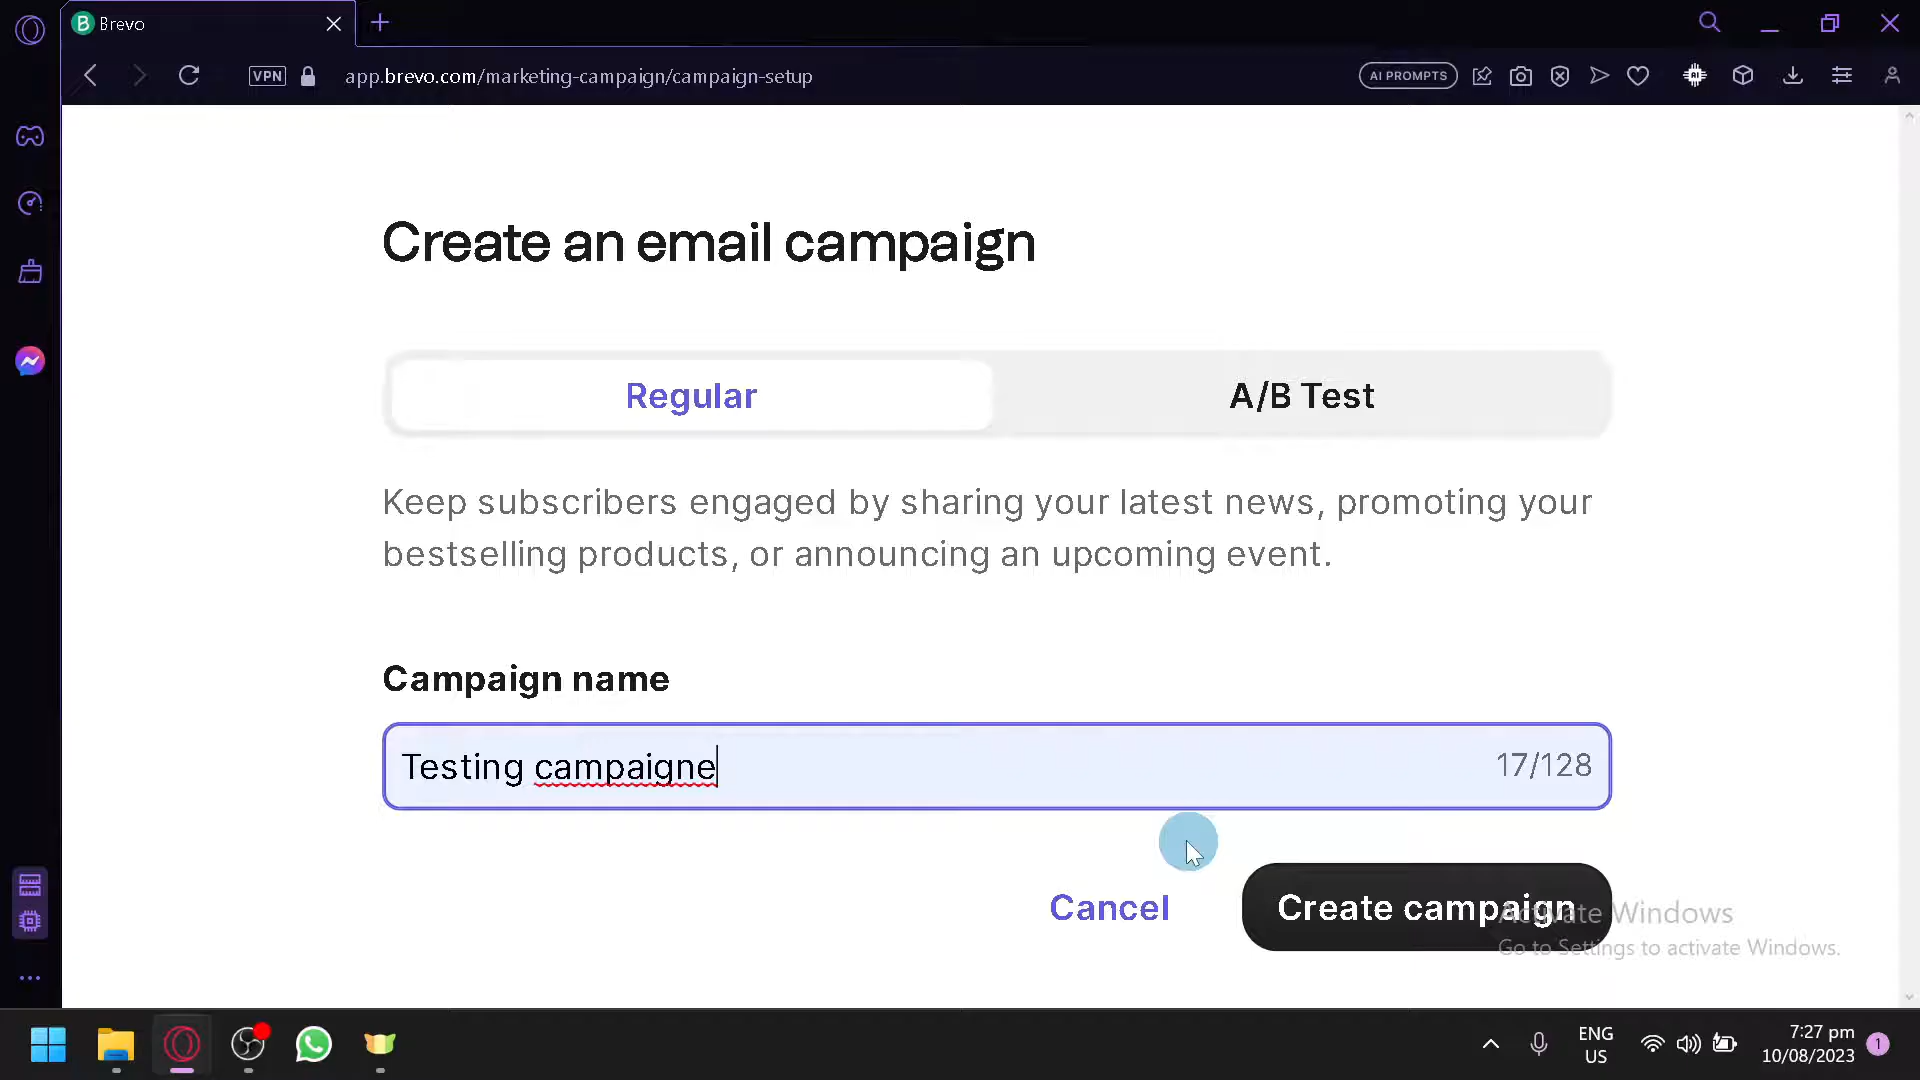 Brevo
VPN
app.brevo.com/marketing-campaign/campaign-setup
AI PROMPTS
Create an email campaign
Regular
A/B Test
Keep subscribers engaged by sharing your latest news, promoting your
bestselling products, or announcing an upcoming event.
Campaign name
Testing campaigne
17/128
Cancel
Create campaign
Activate Windows
Go to Settings to activate Windows.
ENG
US
7:27 pm
10/08/2023
1